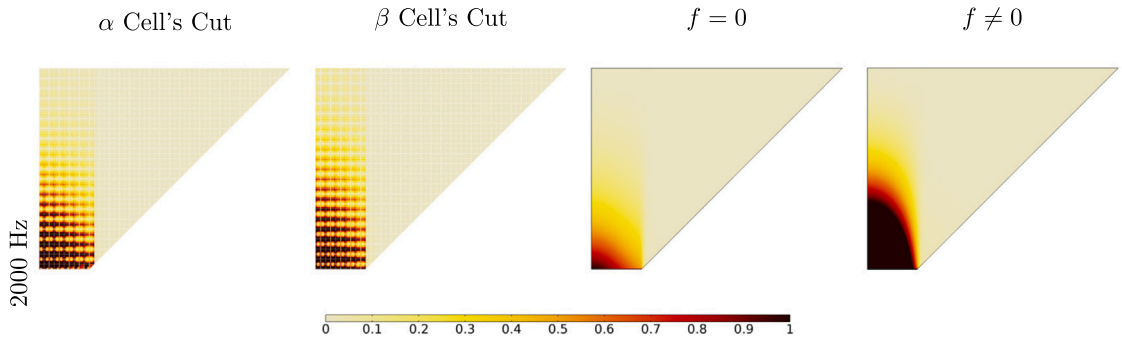 α Cell's Cut
β Cell's Cut
f = 0
f ≠ 0
2000 Hz
0 0.1 0.2 0.3 0.4 0.5 0.6 0.7 0.8 0.9 1